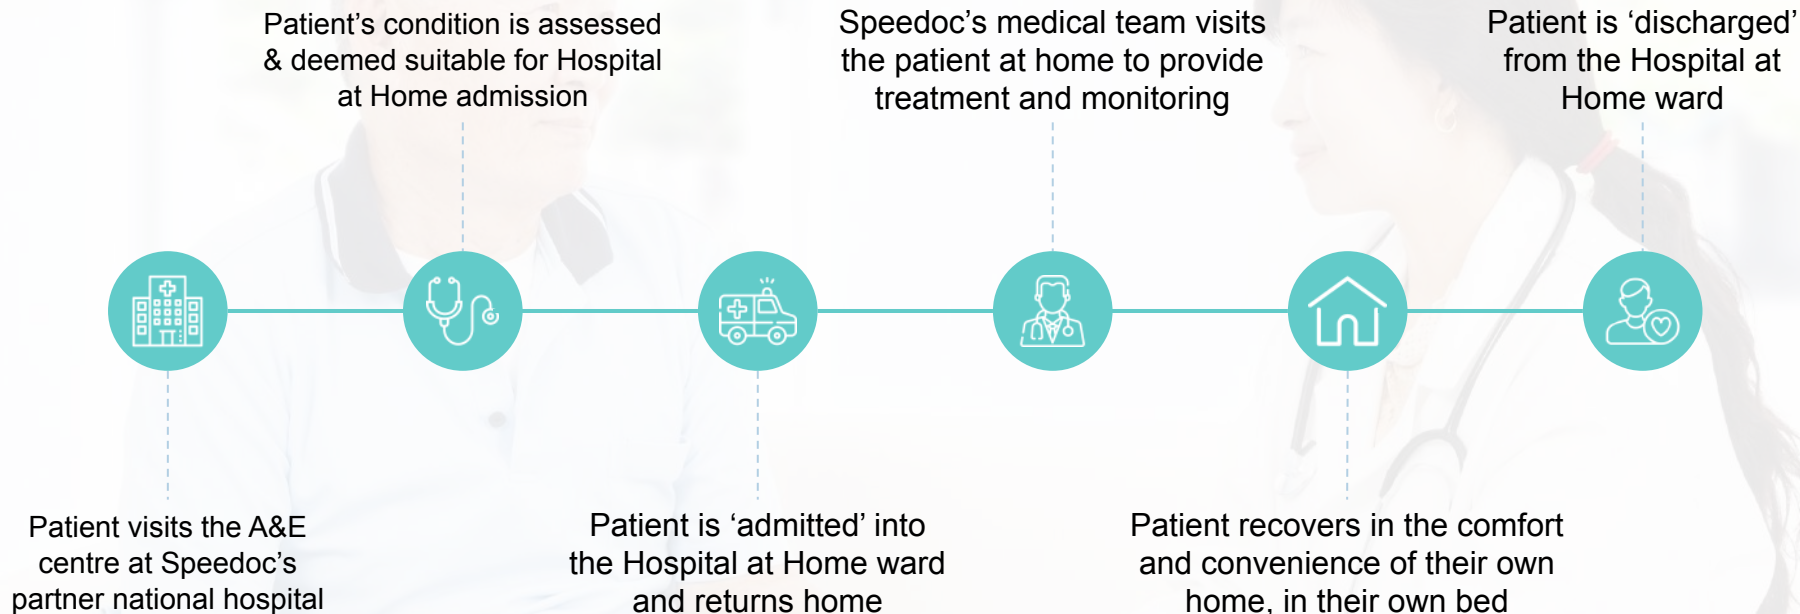 Patient visits the A&E
centre at Speedoc’s
partner national hospital
Patient’s condition is assessed
& deemed suitable for Hospital
at Home admission
Patient is ‘admitted’ into
the Hospital at Home ward
and returns home
Speedoc’s medical team visits
the patient at home to provide
treatment and monitoring
Patient recovers in the comfort
and convenience of their own
home, in their own bed
Patient is ‘discharged’
from the Hospital at
Home ward